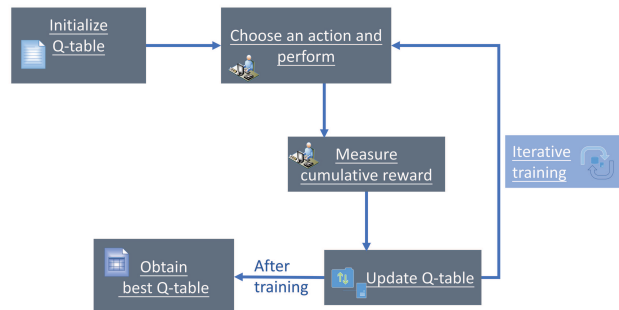 Initialize
Q-table
Choose an action and
perform
Measure
cumulative reward
Iterative
training
Update Q-table
After
training
Obtain
best Q-table